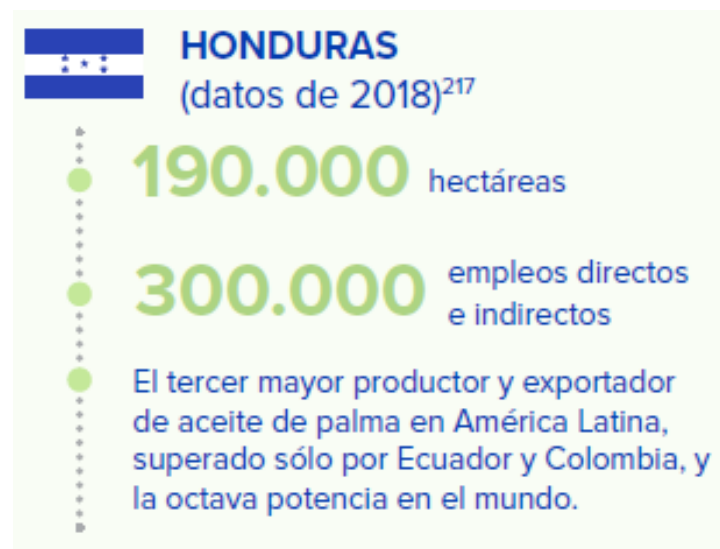 HONDURAS
(datos de 2018)²¹⁷
190.000 hectáreas
300.000 empleos directos
e indirectos
El tercer mayor productor y exportador
de aceite de palma en América Latina,
superado sólo por Ecuador y Colombia, y
la octava potencia en el mundo.